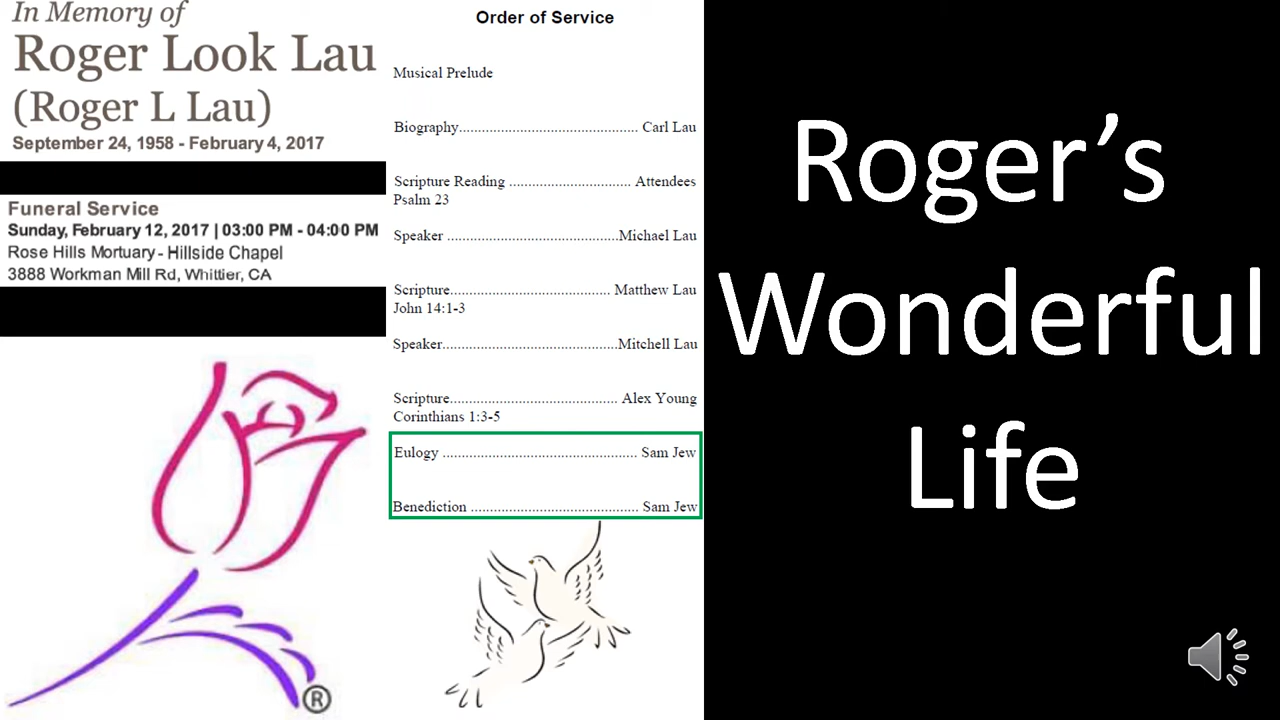 In Memory of
Roger Look Lau
(Roger L Lau)
September 24, 1958 - February 4, 2017
Funeral Service
Sunday, February 12, 2017 | 03:00 PM - 04:00 PM
Rose Hills Mortuary - Hillside Chapel
3888 Workman Mill Rd, Whittier, CA
®
Order of Service
Musical Prelude
Biography.......................................... Carl Lau
Scripture Reading ............................ Attendees
Psalm 23
Speaker .......................................Michael Lau
Scripture..................................... Matthew Lau
John 14:1-3
Speaker........................................Mitchell Lau
Scripture...................................... Alex Young
Corinthians 1:3-5
Eulogy ............................................ Sam Jew
Benediction ...................................... Sam Jew
Roger’s
Wonderful
Life